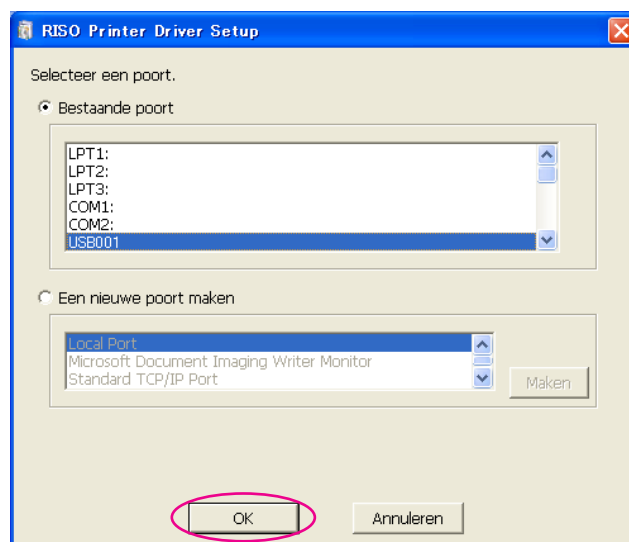 RISO Printer Driver Setup
Selecteer een poort.
Bestaande poort
LPT1:
LPT2:
LPT3:
COM1:
COM2:
USB001
Een nieuwe poort maken
Local Port
Microsoft Document Imaging Writer Monitor
Standard TCP/IP Port
Maken
OK
Annuleren